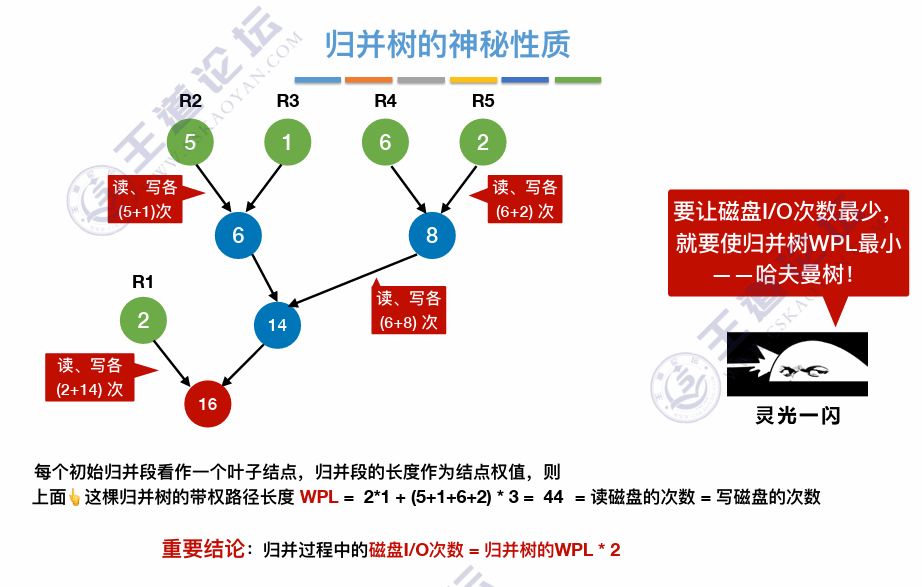 归并树的神秘性质
R2 R3 R4 R5
5 1 6 2
读、写各
(5+1)次
读、写各
(6+2) 次
6 8
要让磁盘I/O次数最少，
就要使归并树WPL最小
——哈夫曼树！
R1
2
14
读、写各
(6+8) 次
读、写各
(2+14) 次
16
灵光一闪
每个初始归并段看作一个叶子结点，归并段的长度作为结点权值，则
上面👆这棵归并树的带权路径长度 WPL = 2*1 + (5+1+6+2) * 3 = 44 = 读磁盘的次数 = 写磁盘的次数
重要结论：归并过程中的磁盘I/O次数 = 归并树的WPL * 2
王道论坛